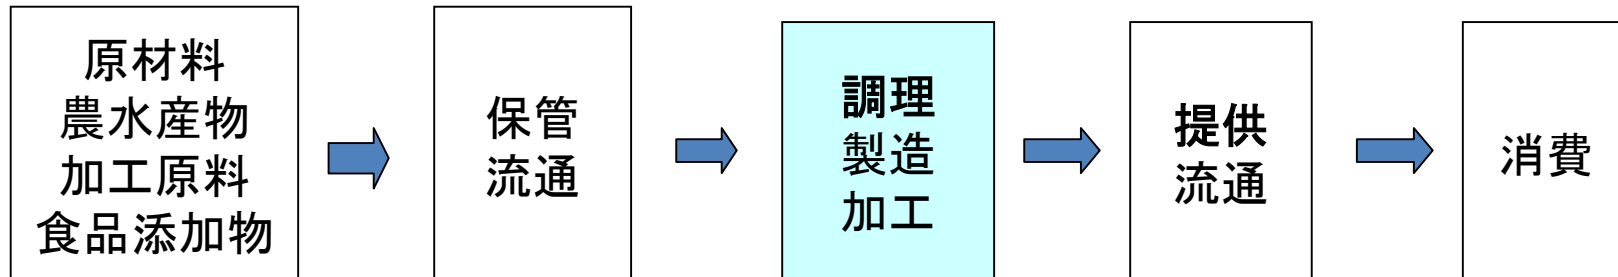 原材料
農水産物
加工原料
食品添加物
保管
流通
調理
製造
加工
提供
流通
消費